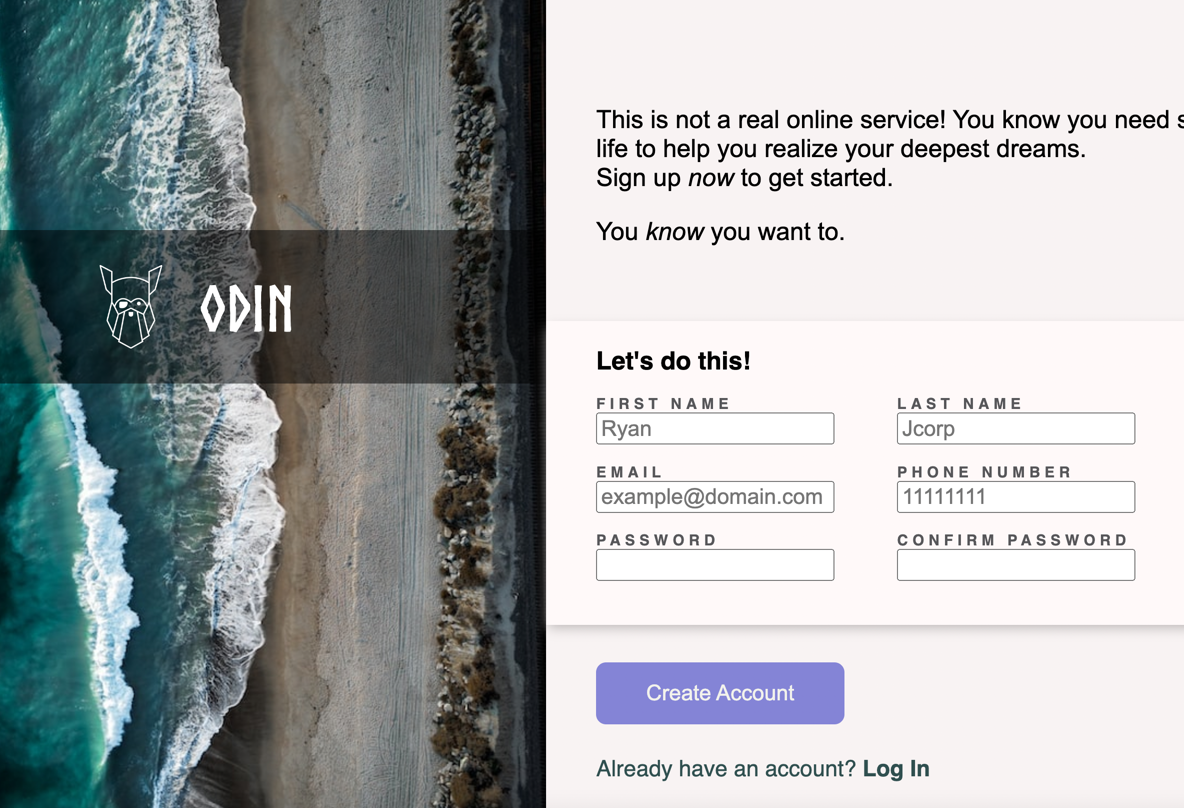 This is not a real online service! You know you need
life to help you realize your deepest dreams.
Sign up now to get started.
You know you want to.
ODIN
Let's do this!
FIRST NAME LAST NAME
Ryan Jcorp
EMAIL PHONE NUMBER
example@domain.com 11111111
PASSWORD CONFIRM PASSWORD
Create Account
Already have an account? Log In